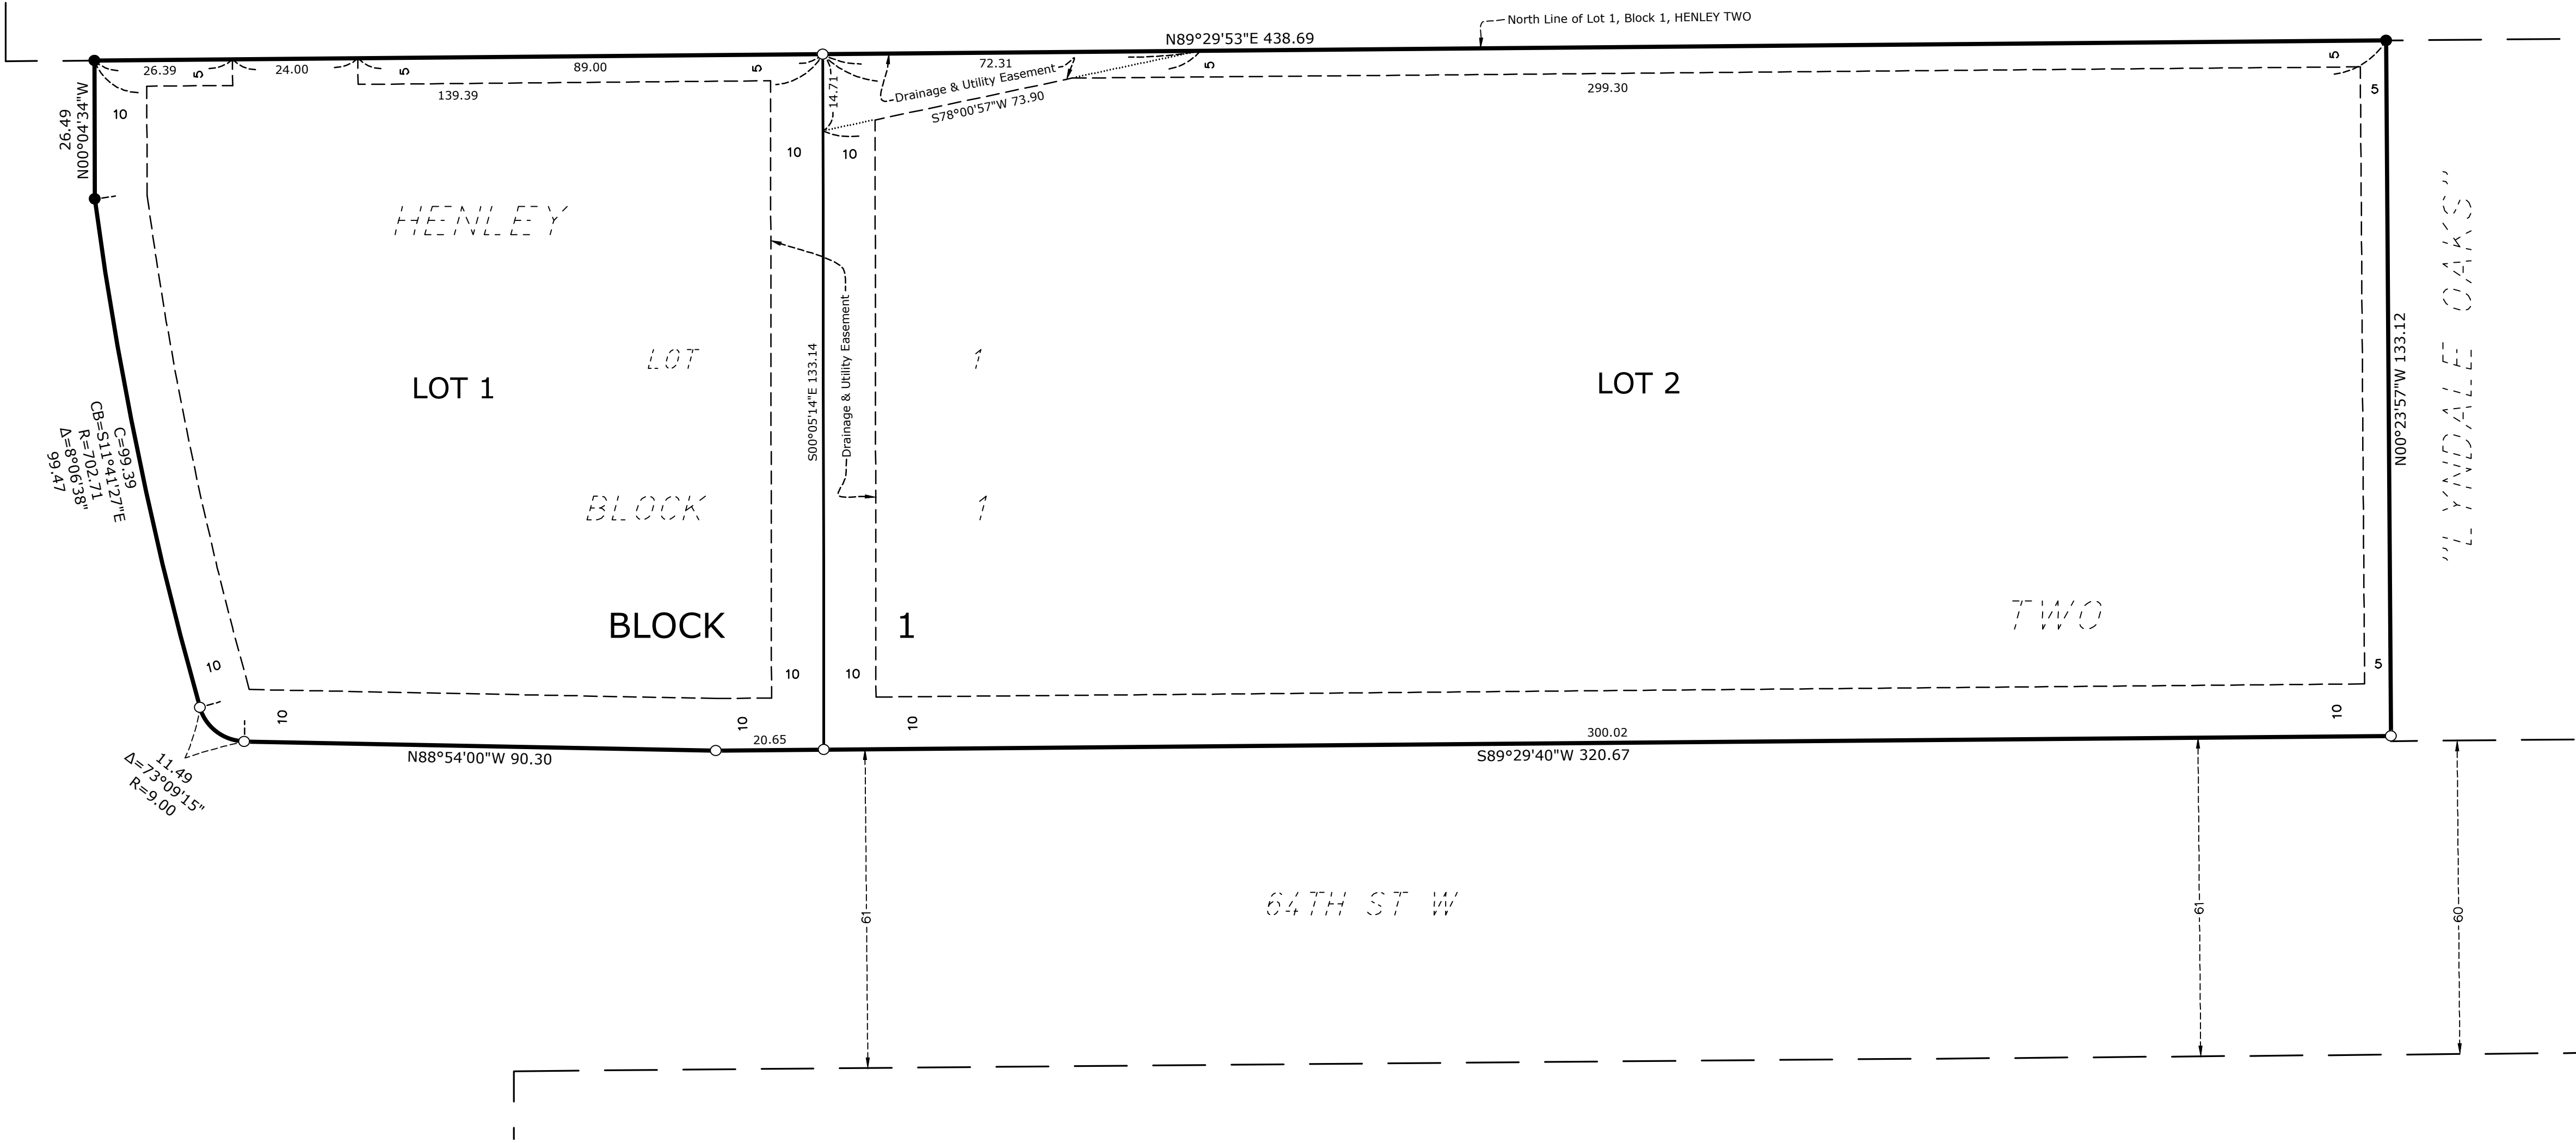 North Line of Lot 1, Block 1, HENLEY TWO
N89°29'53"E 438.69
26.39
5
24.00
5
89.00
5
72.31
5
5
Drainage & Utility Easement
S78°00'57"W 73.90
14.71
139.39
299.30
5
10
10
10
26.49
N00°04'34"W
HENLEY
"LYNDALE OAKS"
LOT 1
LOT 1
LOT 2
S00°05'14"E 133.14
Drainage & Utility Easement
N00°23'57"W 133.12
C=99.39
CB=S11°41'27"E
R=702.71
Δ=8°06'38"
99.47
BLOCK 1
BLOCK 1
TWO
10
10
10
5
10
10
10
10
20.65
300.02
N88°54'00"W 90.30
S89°29'40"W 320.67
11.49
Δ=73°09'15"
R=9.00
64TH ST W
61
61
60